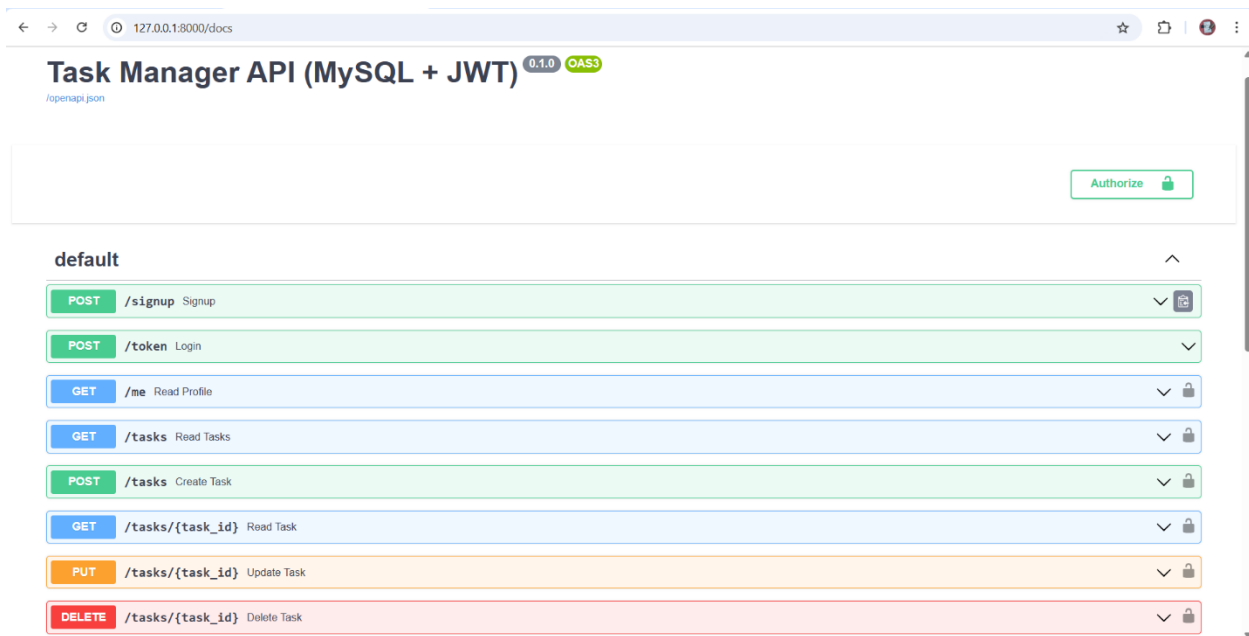 127.0.0.1:8000/docs
Task Manager API (MySQL + JWT) 0.1.0 OAS3
/openapi.json
Authorize
default
POST /signup Signup
POST /token Login
GET /me Read Profile
GET /tasks Read Tasks
POST /tasks Create Task
GET /tasks/{task_id} Read Task
PUT /tasks/{task_id} Update Task
DELETE /tasks/{task_id} Delete Task